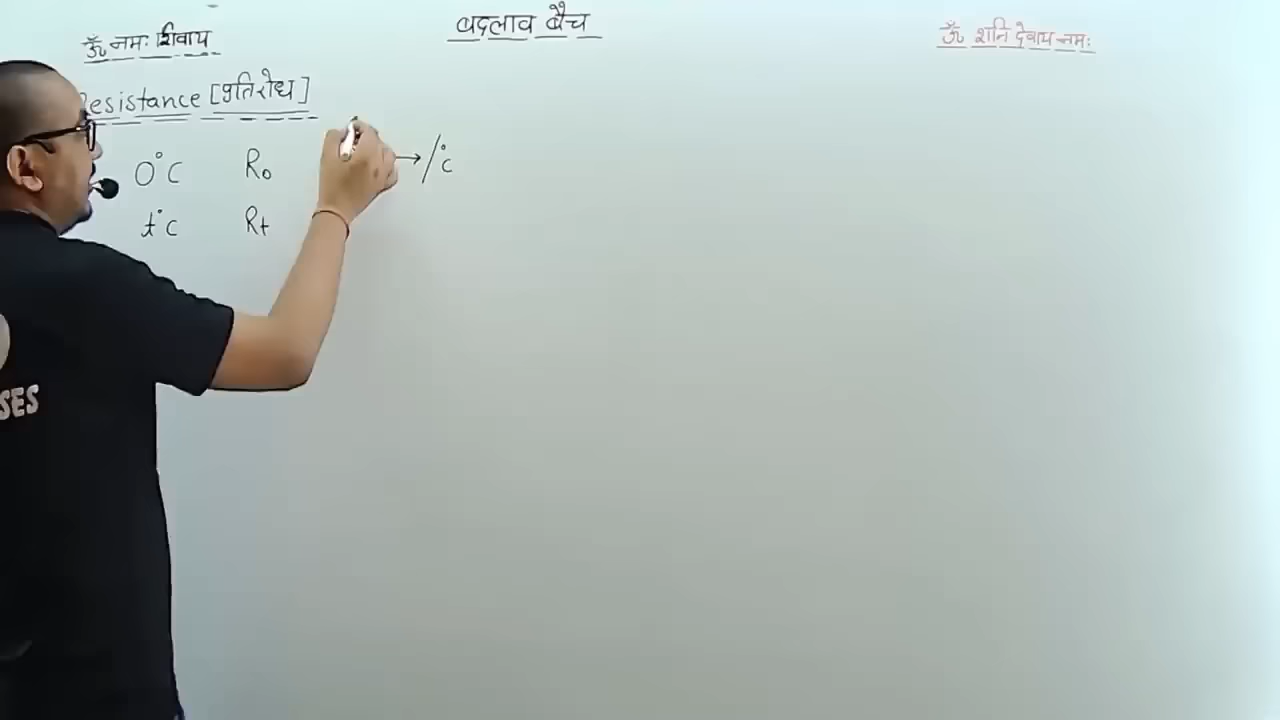 ॐ नमः शिवाय
बदलाव बैच
ॐ शनि देवाय नमः
Resistance [प्रतिरोध]
0°C R₀ → /°C
t°C Rt
SES